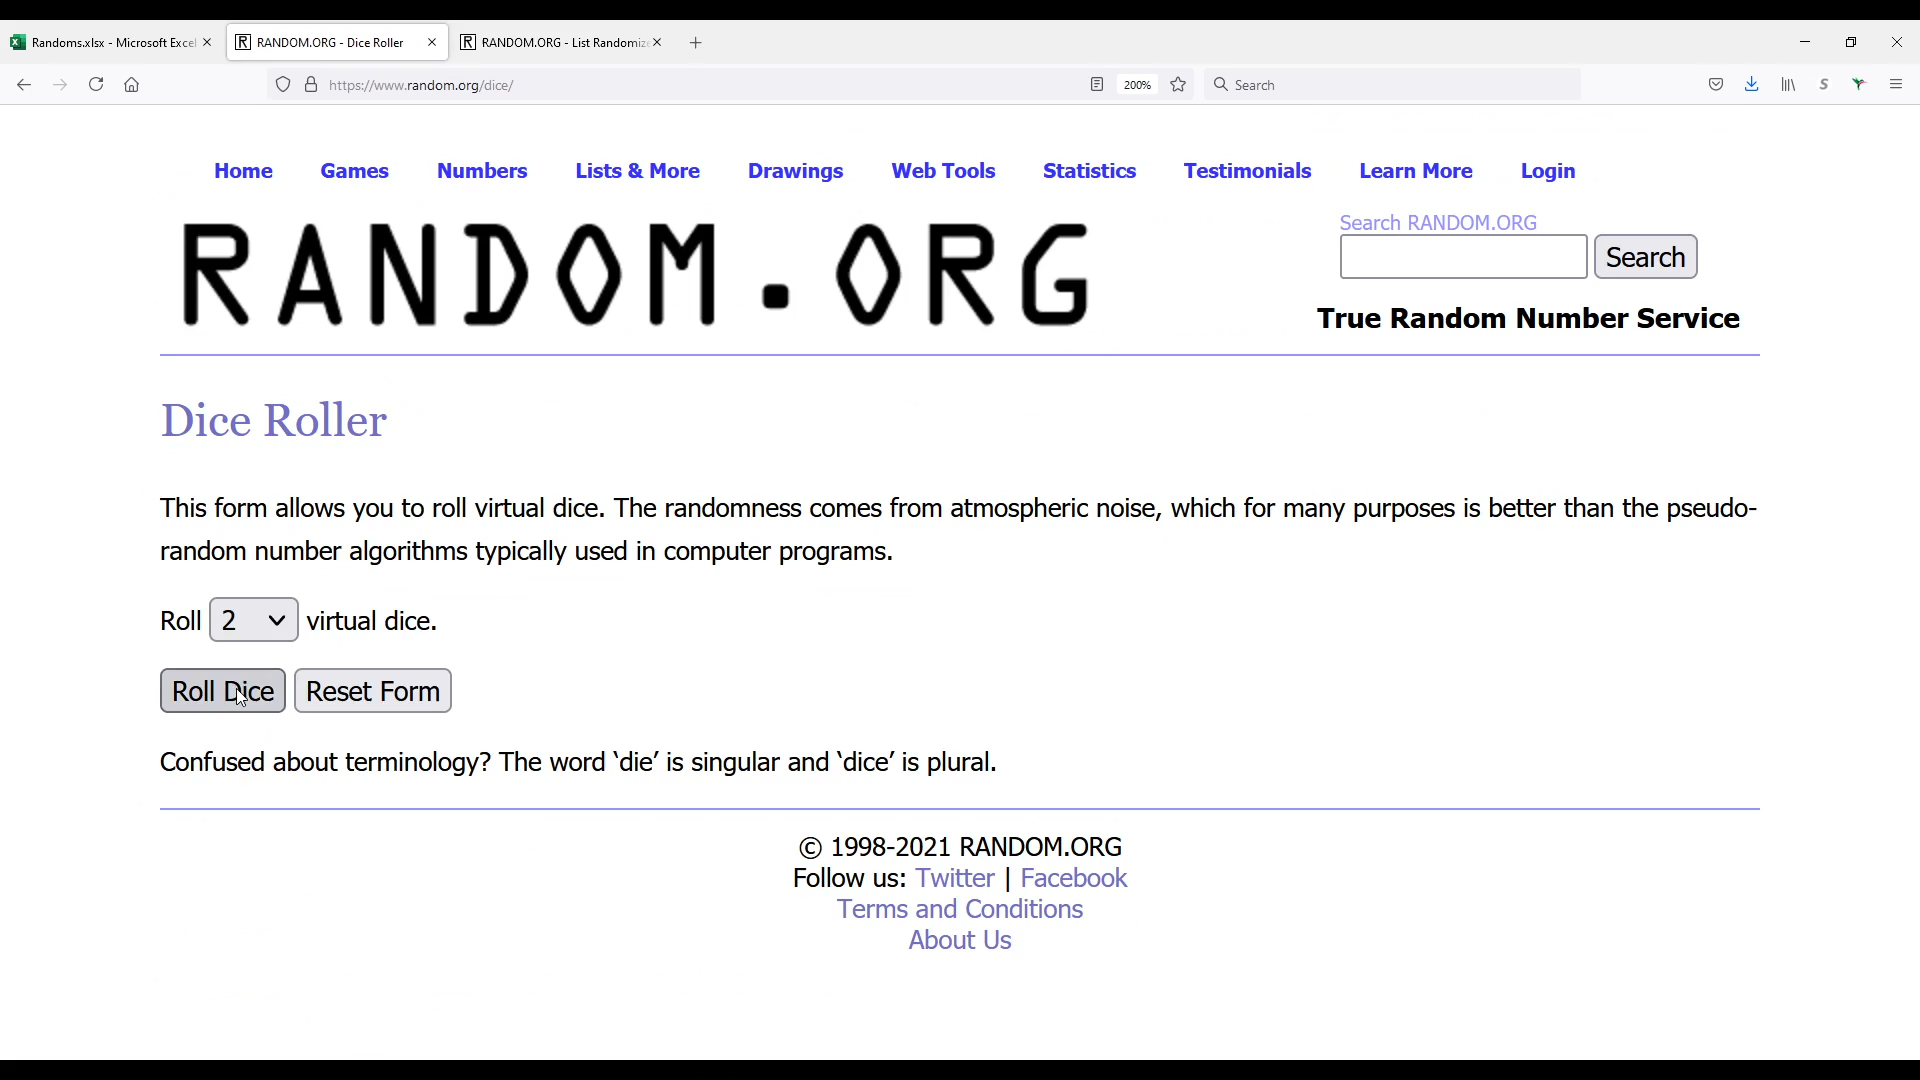 Randoms.xlsx - Microsoft Excel
RANDOM.ORG - Dice Roller
RANDOM.ORG - List Randomize
https://www.random.org/dice/
200%
Search
Home Games Numbers Lists & More Drawings Web Tools Statistics Testimonials Learn More Login
RANDOM.ORG
Search RANDOM.ORG
Search
True Random Number Service
Dice Roller
This form allows you to roll virtual dice. The randomness comes from atmospheric noise, which for many purposes is better than the pseudo-
random number algorithms typically used in computer programs.
Roll 2 virtual dice.
Roll Dice Reset Form
Confused about terminology? The word ‘die’ is singular and ‘dice’ is plural.
© 1998-2021 RANDOM.ORG
Follow us: Twitter | Facebook
Terms and Conditions
About Us